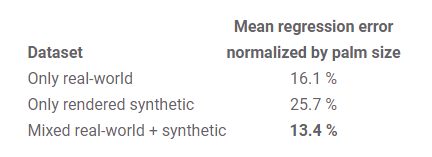 Mean regression error
Dataset normalized by palm size
Only real-world 16.1 %
Only rendered synthetic 25.7 %
Mixed real-world + synthetic 13.4 %